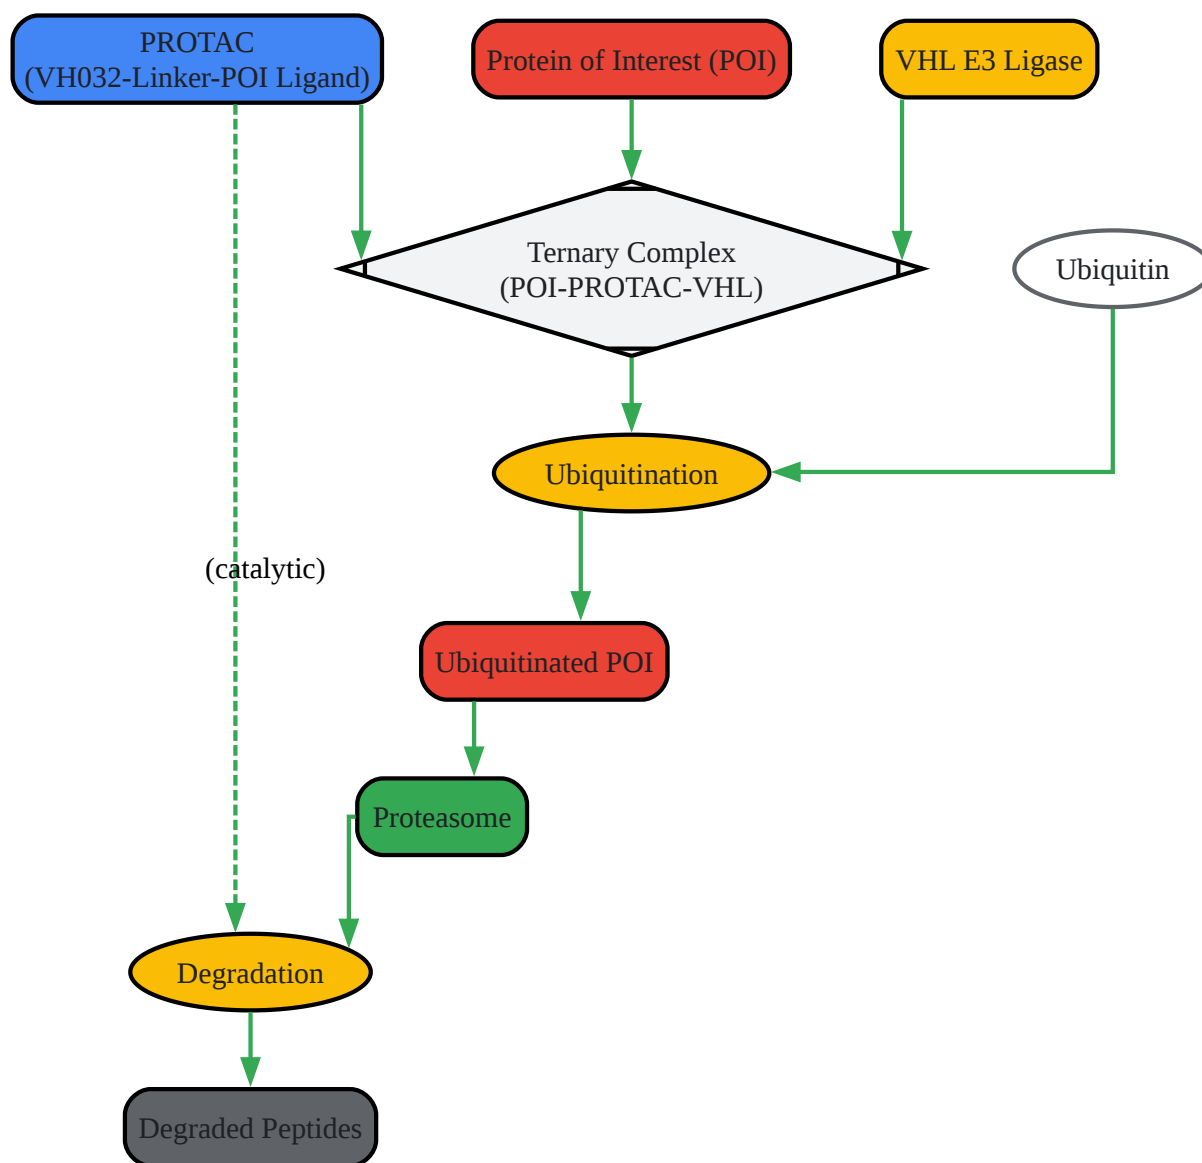 PROTAC
(VH032-Linker-POI Ligand)
Protein of Interest (POI)
VHL E3 Ligase
Ternary Complex
(POI-PROTAC-VHL)
Ubiquitin
Ubiquitination
(catalytic)
Ubiquitinated POI
Proteasome
Degradation
Degraded Peptides